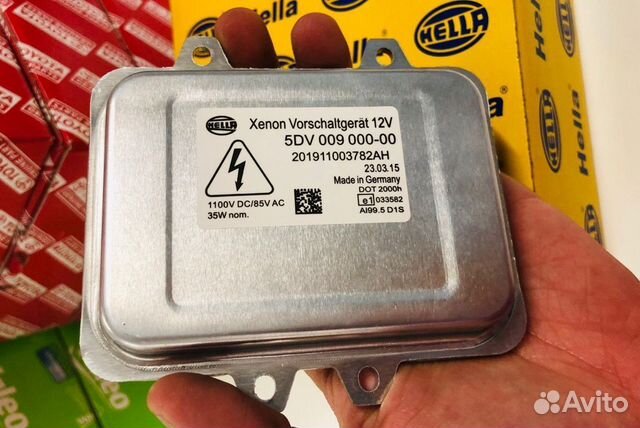 Hella
HELLA
Hella
HELLA
Xenon Vorschaltgerät 12V
5DV 009 000-00
201911003782AH
23.03.15
Made in Germany
DOT 2000h
1100V DC/85V AC
e1 033582
35W nom.
AI99.5 D1S
Avito